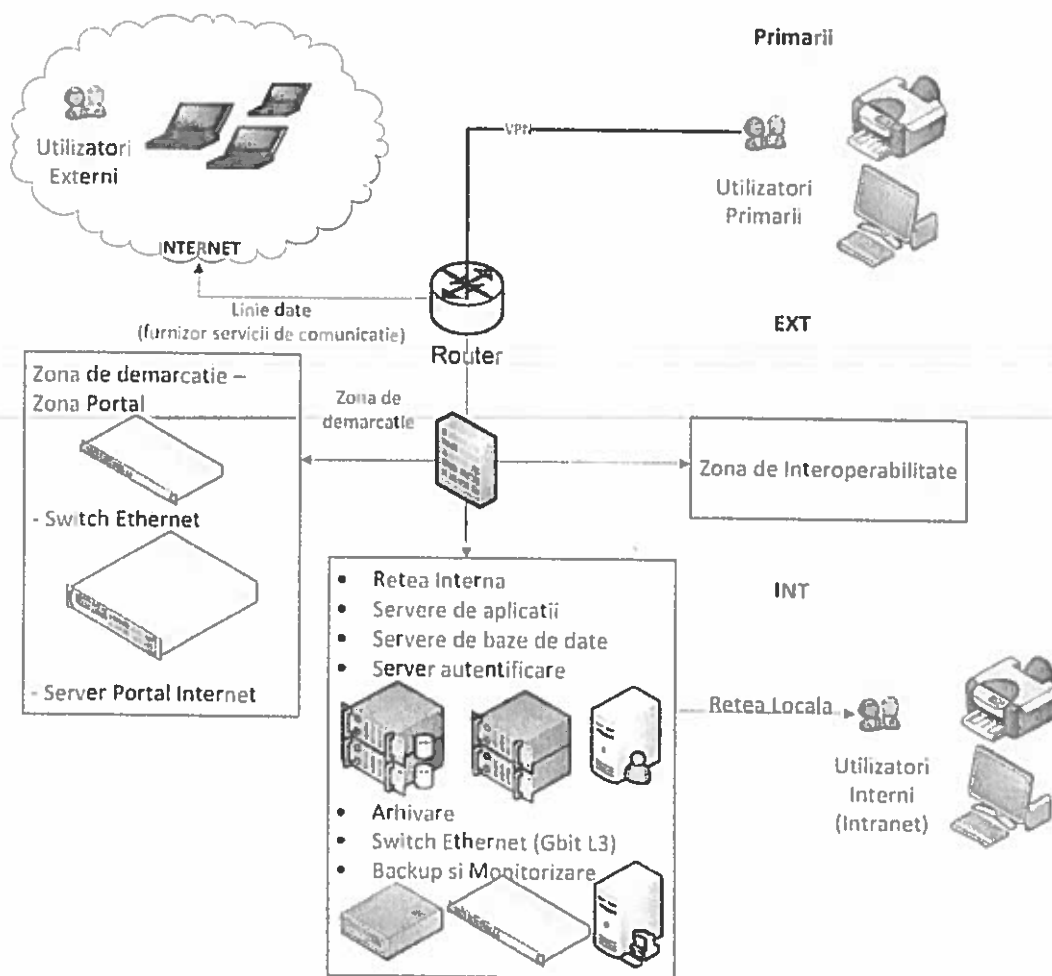 Primarii
Utilizatori
Externi
INTERNET
VPN
Utilizatori
Primarii
Linie date
(furnizor servicii de comunicatie)
Router
EXT
Zona de demarcatie –
Zona Portal
- Switch Ethernet
- Server Portal Internet
Zona de
demarcatie
Zona de Interoperabilitate
INT
• Retea Interna
• Servere de aplicatii
• Servere de baze de date
• Server autentificare
• Arhivare
• Switch Ethernet (Gbit L3)
• Backup si Monitorizare
Retea Locala
Utilizatori
Interni
(Intranet)